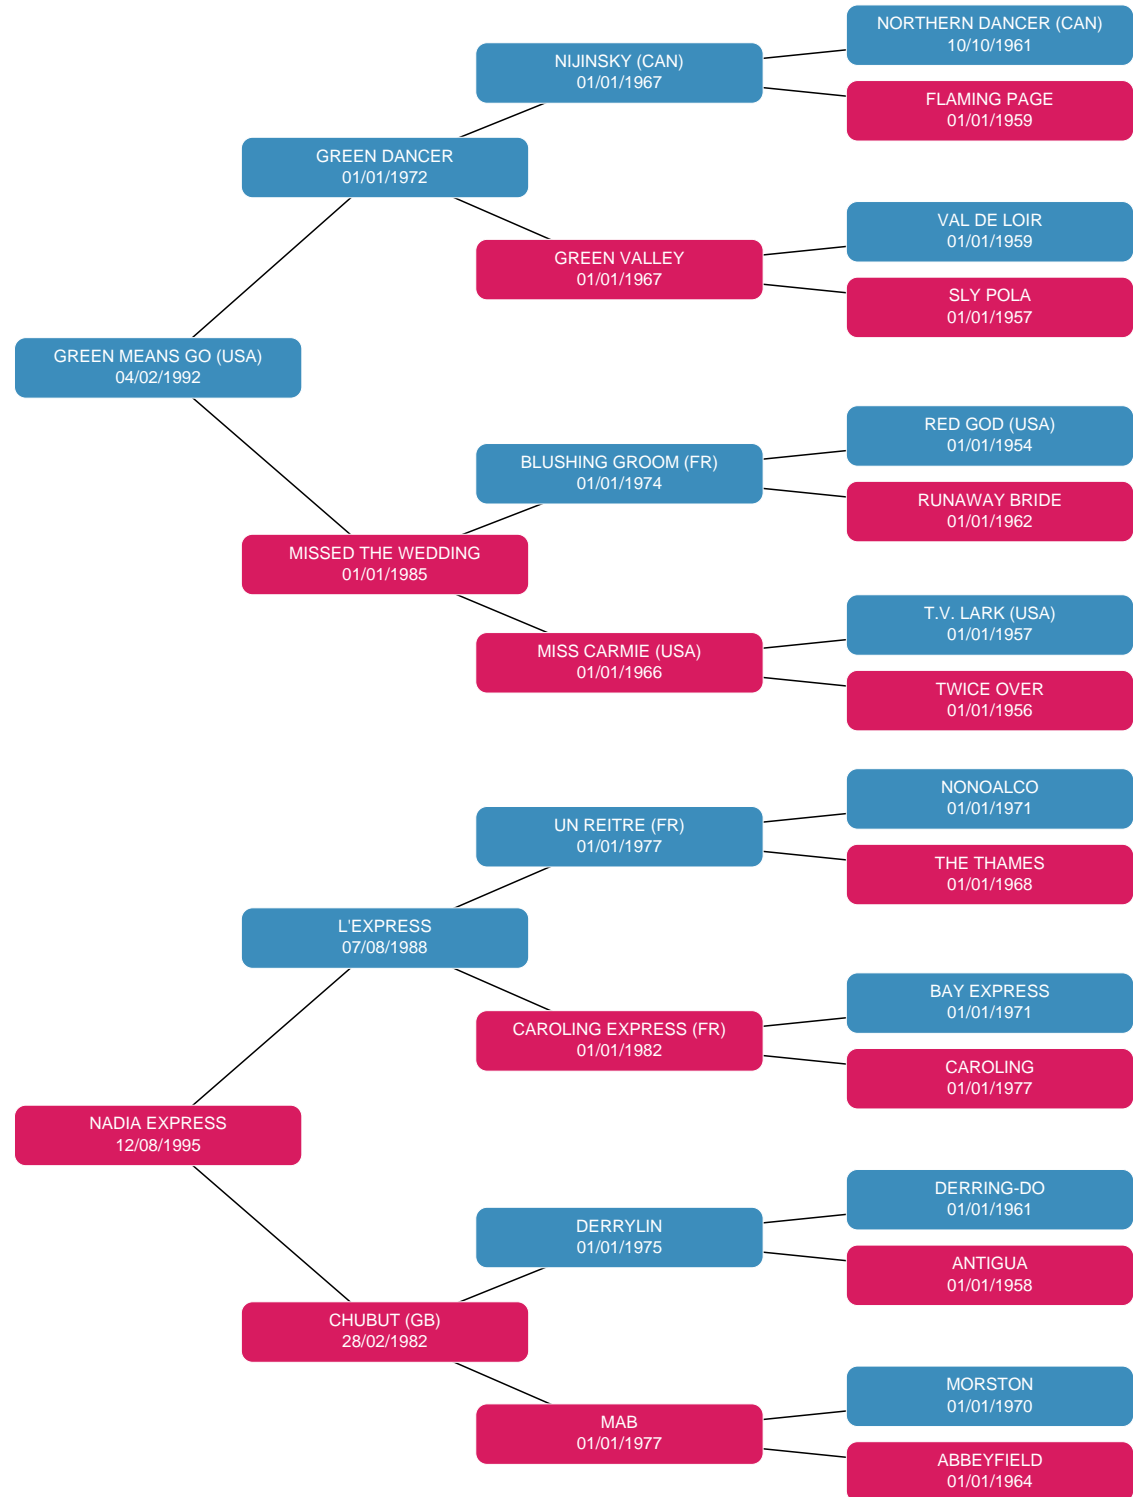 NORTHERN DANCER (CAN)
10/10/1961
NIJINSKY (CAN)
01/01/1967
FLAMING PAGE
01/01/1959
GREEN DANCER
01/01/1972
VAL DE LOIR
01/01/1959
GREEN VALLEY
01/01/1967
SLY POLA
01/01/1957
GREEN MEANS GO (USA)
04/02/1992
RED GOD (USA)
01/01/1954
BLUSHING GROOM (FR)
01/01/1974
RUNAWAY BRIDE
01/01/1962
MISSED THE WEDDING
01/01/1985
T.V. LARK (USA)
01/01/1957
MISS CARMIE (USA)
01/01/1966
TWICE OVER
01/01/1956
NONOALCO
01/01/1971
UN REITRE (FR)
01/01/1977
THE THAMES
01/01/1968
L'EXPRESS
07/08/1988
BAY EXPRESS
01/01/1971
CAROLING EXPRESS (FR)
01/01/1982
CAROLING
01/01/1977
NADIA EXPRESS
12/08/1995
DERRING-DO
01/01/1961
DERRYLIN
01/01/1975
ANTIGUA
01/01/1958
CHUBUT (GB)
28/02/1982
MORSTON
01/01/1970
MAB
01/01/1977
ABBEYFIELD
01/01/1964